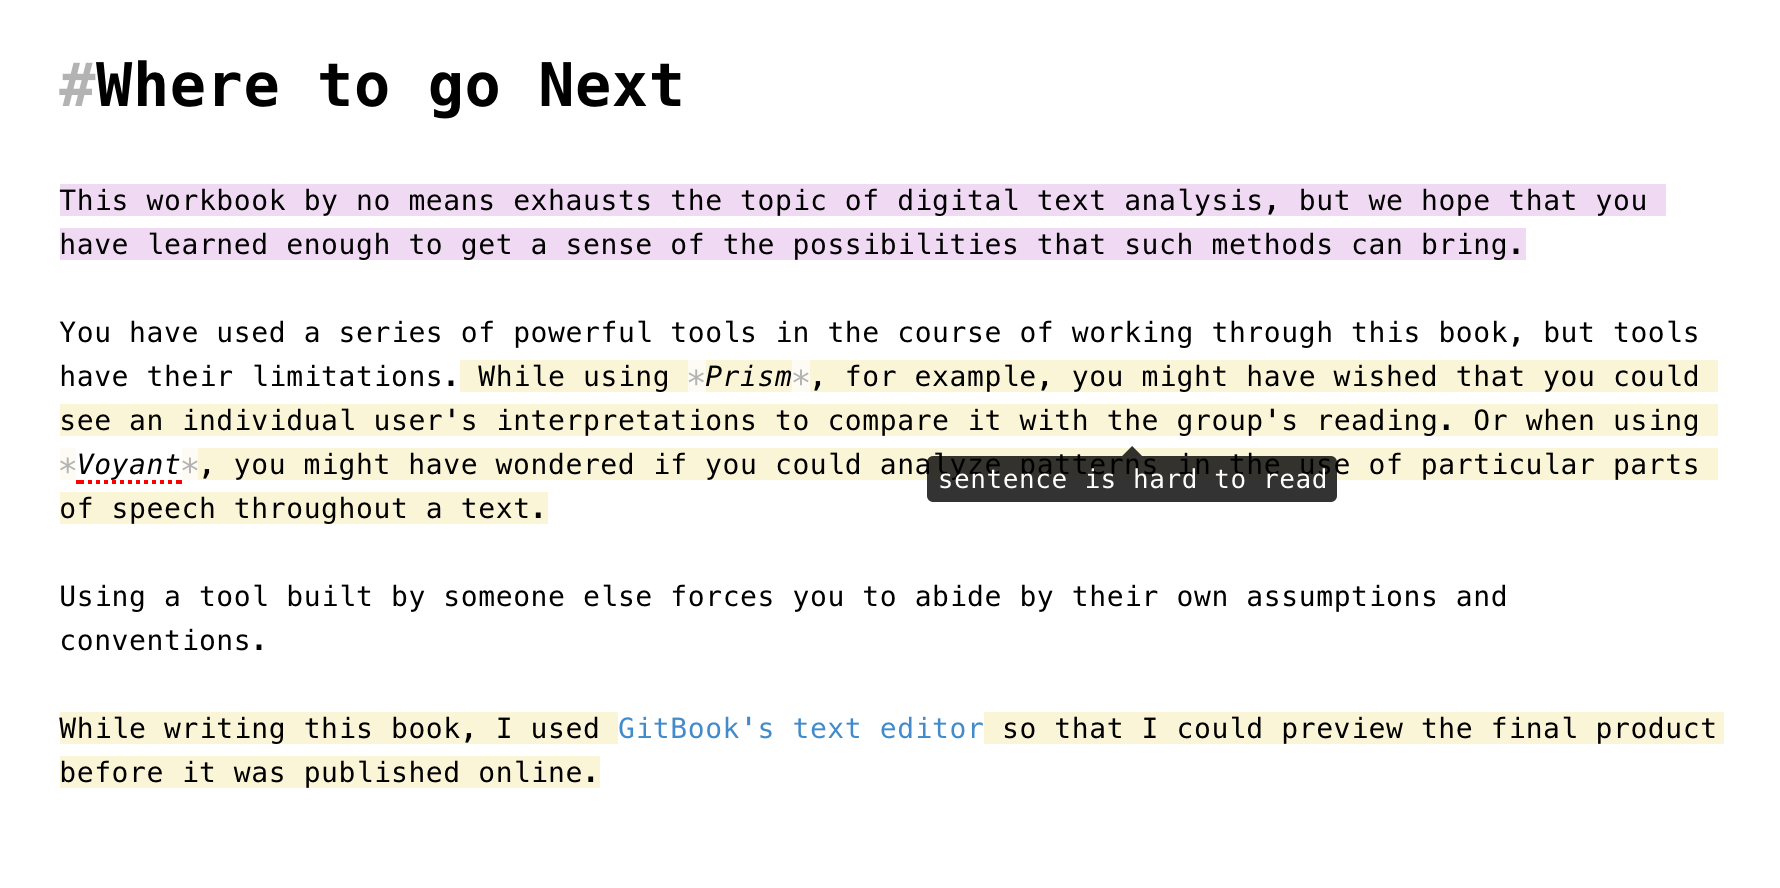 #Where to go Next
This workbook by no means exhausts the topic of digital text analysis, but we hope that you
have learned enough to get a sense of the possibilities that such methods can bring.
You have used a series of powerful tools in the course of working through this book, but tools
have their limitations. While using *Prism*, for example, you might have wished that you could
see an individual user's interpretations to compare it with the group's reading. Or when using
*Voyant*, you might have wondered if you could analyze patterns in the use of particular parts
sentence is hard to read
of speech throughout a text.
Using a tool built by someone else forces you to abide by their own assumptions and
conventions.
While writing this book, I used GitBook's text editor so that I could preview the final product
before it was published online.